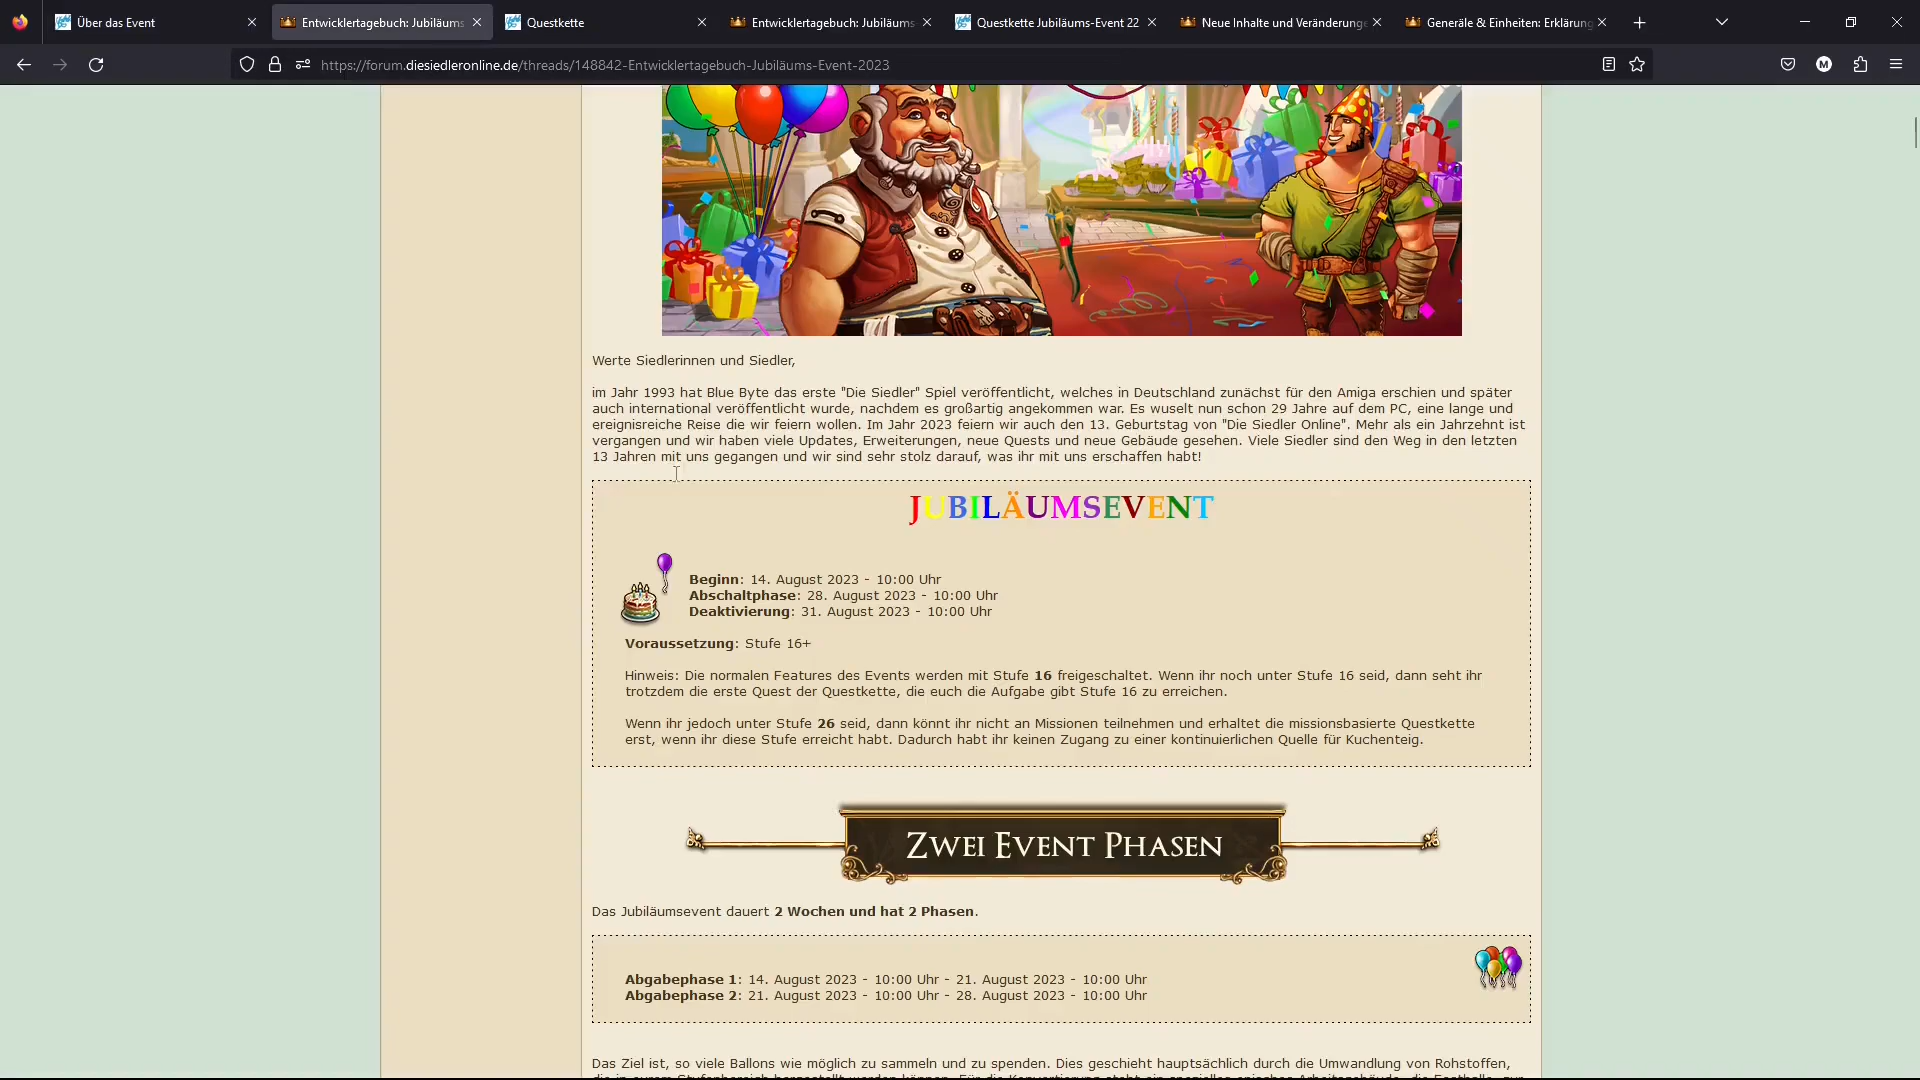 Über das Event
Entwicklertagebuch: Jubiläums
Questkette
Entwicklertagebuch: Jubiläums
Questkette Jubiläums-Event 22
Neue Inhalte und Veränderunge
Generäle & Einheiten: Erklärung
https://forum.diesiedleronline.de/threads/148842-Entwicklertagebuch-Jubiläums-Event-2023
M
Werte Siedlerinnen und Siedler,
im Jahr 1993 hat Blue Byte das erste "Die Siedler" Spiel veröffentlicht, welches in Deutschland zunächst für den Amiga erschien und später
auch international veröffentlicht wurde, nachdem es großartig angekommen war. Es wuselt nun schon 29 Jahre auf dem PC, eine lange und
ereignisreiche Reise die wir feiern wollen. Im Jahr 2023 feiern wir auch den 13. Geburtstag von "Die Siedler Online". Mehr als ein Jahrzehnt ist
vergangen und wir haben viele Updates, Erweiterungen, neue Quests und neue Gebäude gesehen. Viele Siedler sind den Weg in den letzten
13 Jahren mit uns gegangen und wir sind sehr stolz darauf, was ihr mit uns erschaffen habt!
JUBILÄUMSEVENT
Beginn: 14. August 2023 - 10:00 Uhr
Abschaltphase: 28. August 2023 - 10:00 Uhr
Deaktivierung: 31. August 2023 - 10:00 Uhr
Voraussetzung: Stufe 16+
Hinweis: Die normalen Features des Events werden mit Stufe 16 freigeschaltet. Wenn ihr noch unter Stufe 16 seid, dann seht ihr
trotzdem die erste Quest der Questkette, die euch die Aufgabe gibt Stufe 16 zu erreichen.
Wenn ihr jedoch unter Stufe 26 seid, dann könnt ihr nicht an Missionen teilnehmen und erhaltet die missionsbasierte Questkette
erst, wenn ihr diese Stufe erreicht habt. Dadurch habt ihr keinen Zugang zu einer kontinuierlichen Quelle für Kuchenteig.
ZWEI EVENT PHASEN
Das Jubiläumsevent dauert 2 Wochen und hat 2 Phasen.
Abgabephase 1: 14. August 2023 - 10:00 Uhr - 21. August 2023 - 10:00 Uhr
Abgabephase 2: 21. August 2023 - 10:00 Uhr - 28. August 2023 - 10:00 Uhr
Das Ziel ist, so viele Ballons wie möglich zu sammeln und zu spenden. Dies geschieht hauptsächlich durch die Umwandlung von Rohstoffen,